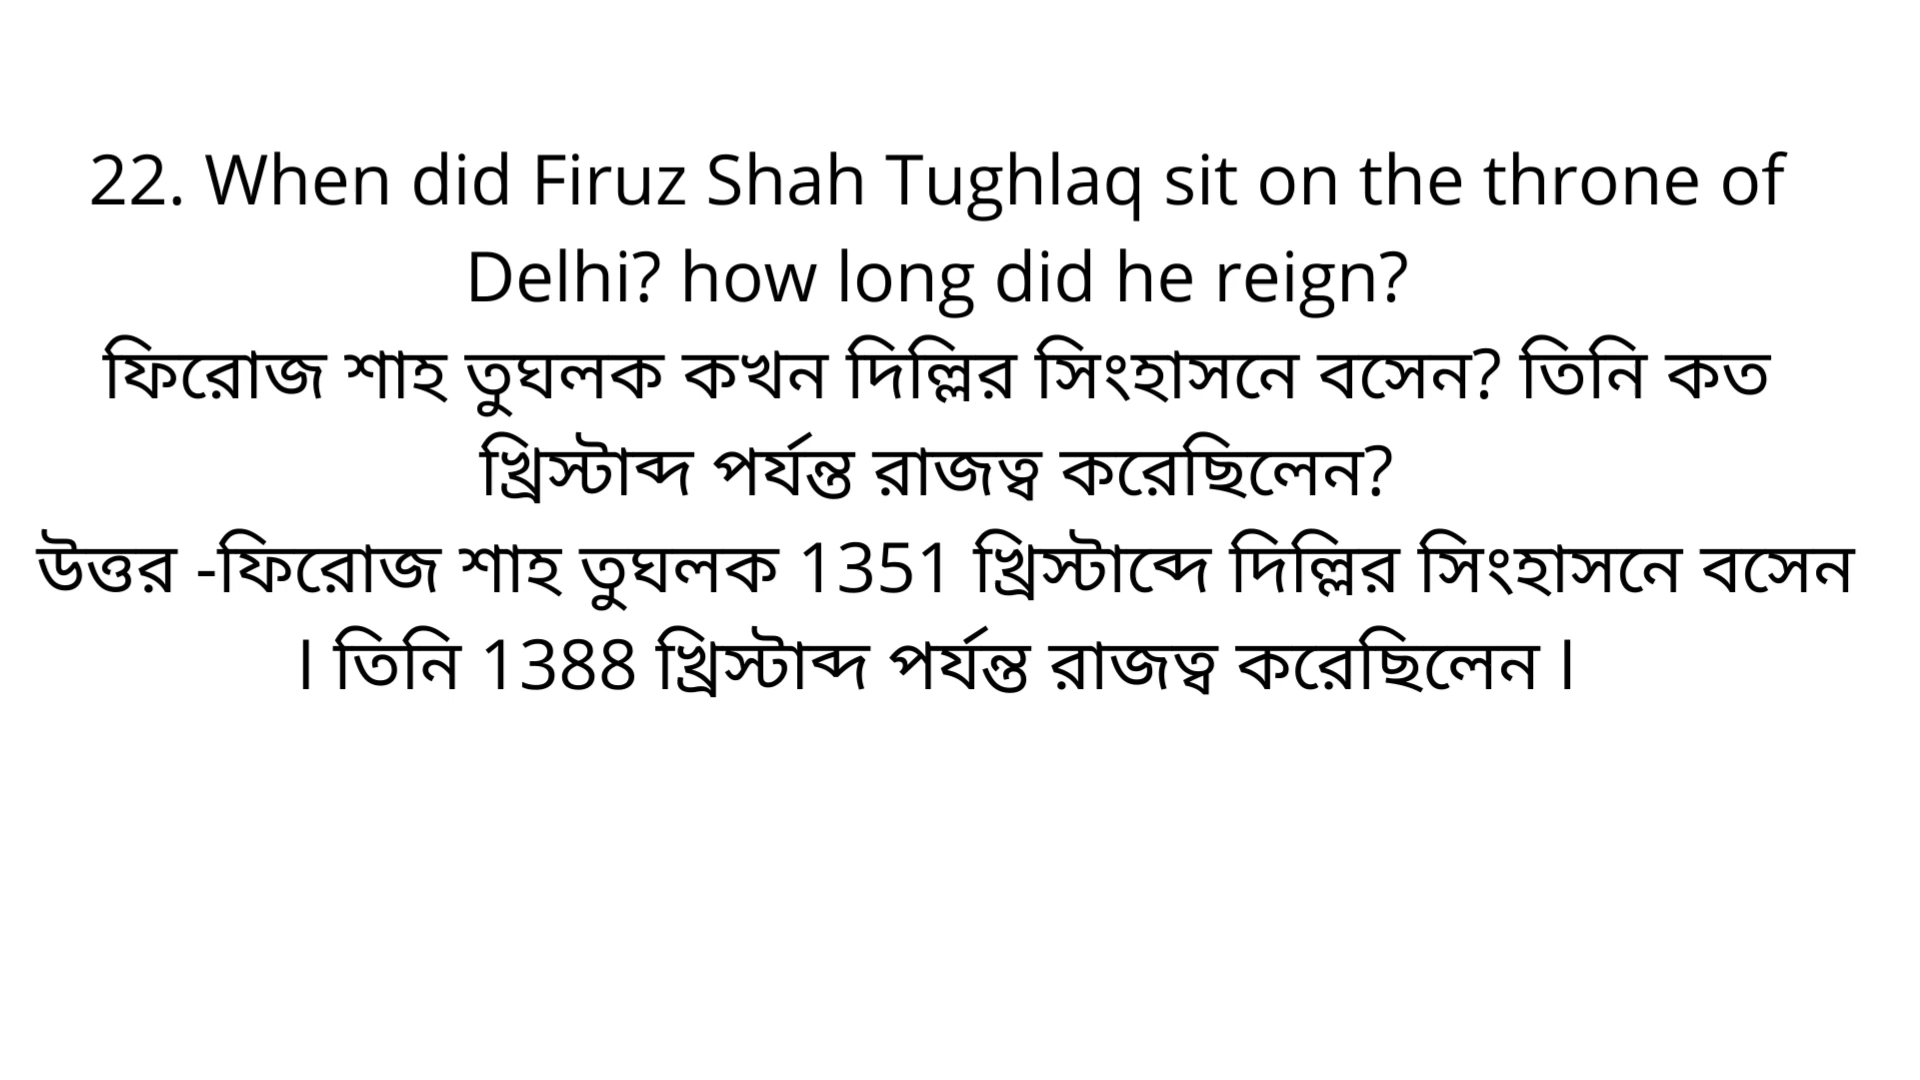 22. When did Firuz Shah Tughlaq sit on the throne of
Delhi? how long did he reign?
ফিরোজ শাহ তুঘলক কখন দিল্লির সিংহাসনে বসেন? তিনি কত
খ্রিস্টাব্দ পর্যন্ত রাজত্ব করেছিলেন?
উত্তর -ফিরোজ শাহ তুঘলক 1351 খ্রিস্টাব্দে দিল্লির সিংহাসনে বসেন
l তিনি 1388 খ্রিস্টাব্দ পর্যন্ত রাজত্ব করেছিলেন l